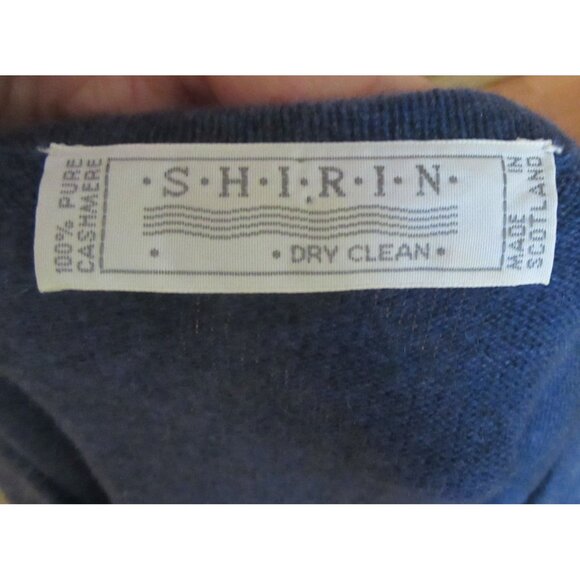 100% PURE
CASHMERE
·S·H·I·R·I·N·
• • DRY CLEAN •
MADE IN
SCOTLAND